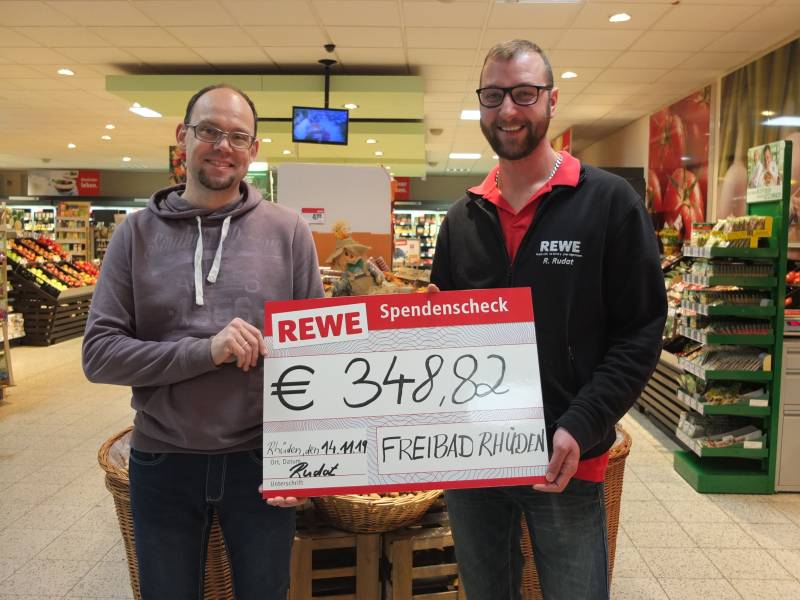 REWE
R. Rudat
REWE Spendenscheck
€ 348,82
Rhüden, den 14.11.19
Ort, Datum
Rudat
Unterschrift
FREIBAD RHÜDEN